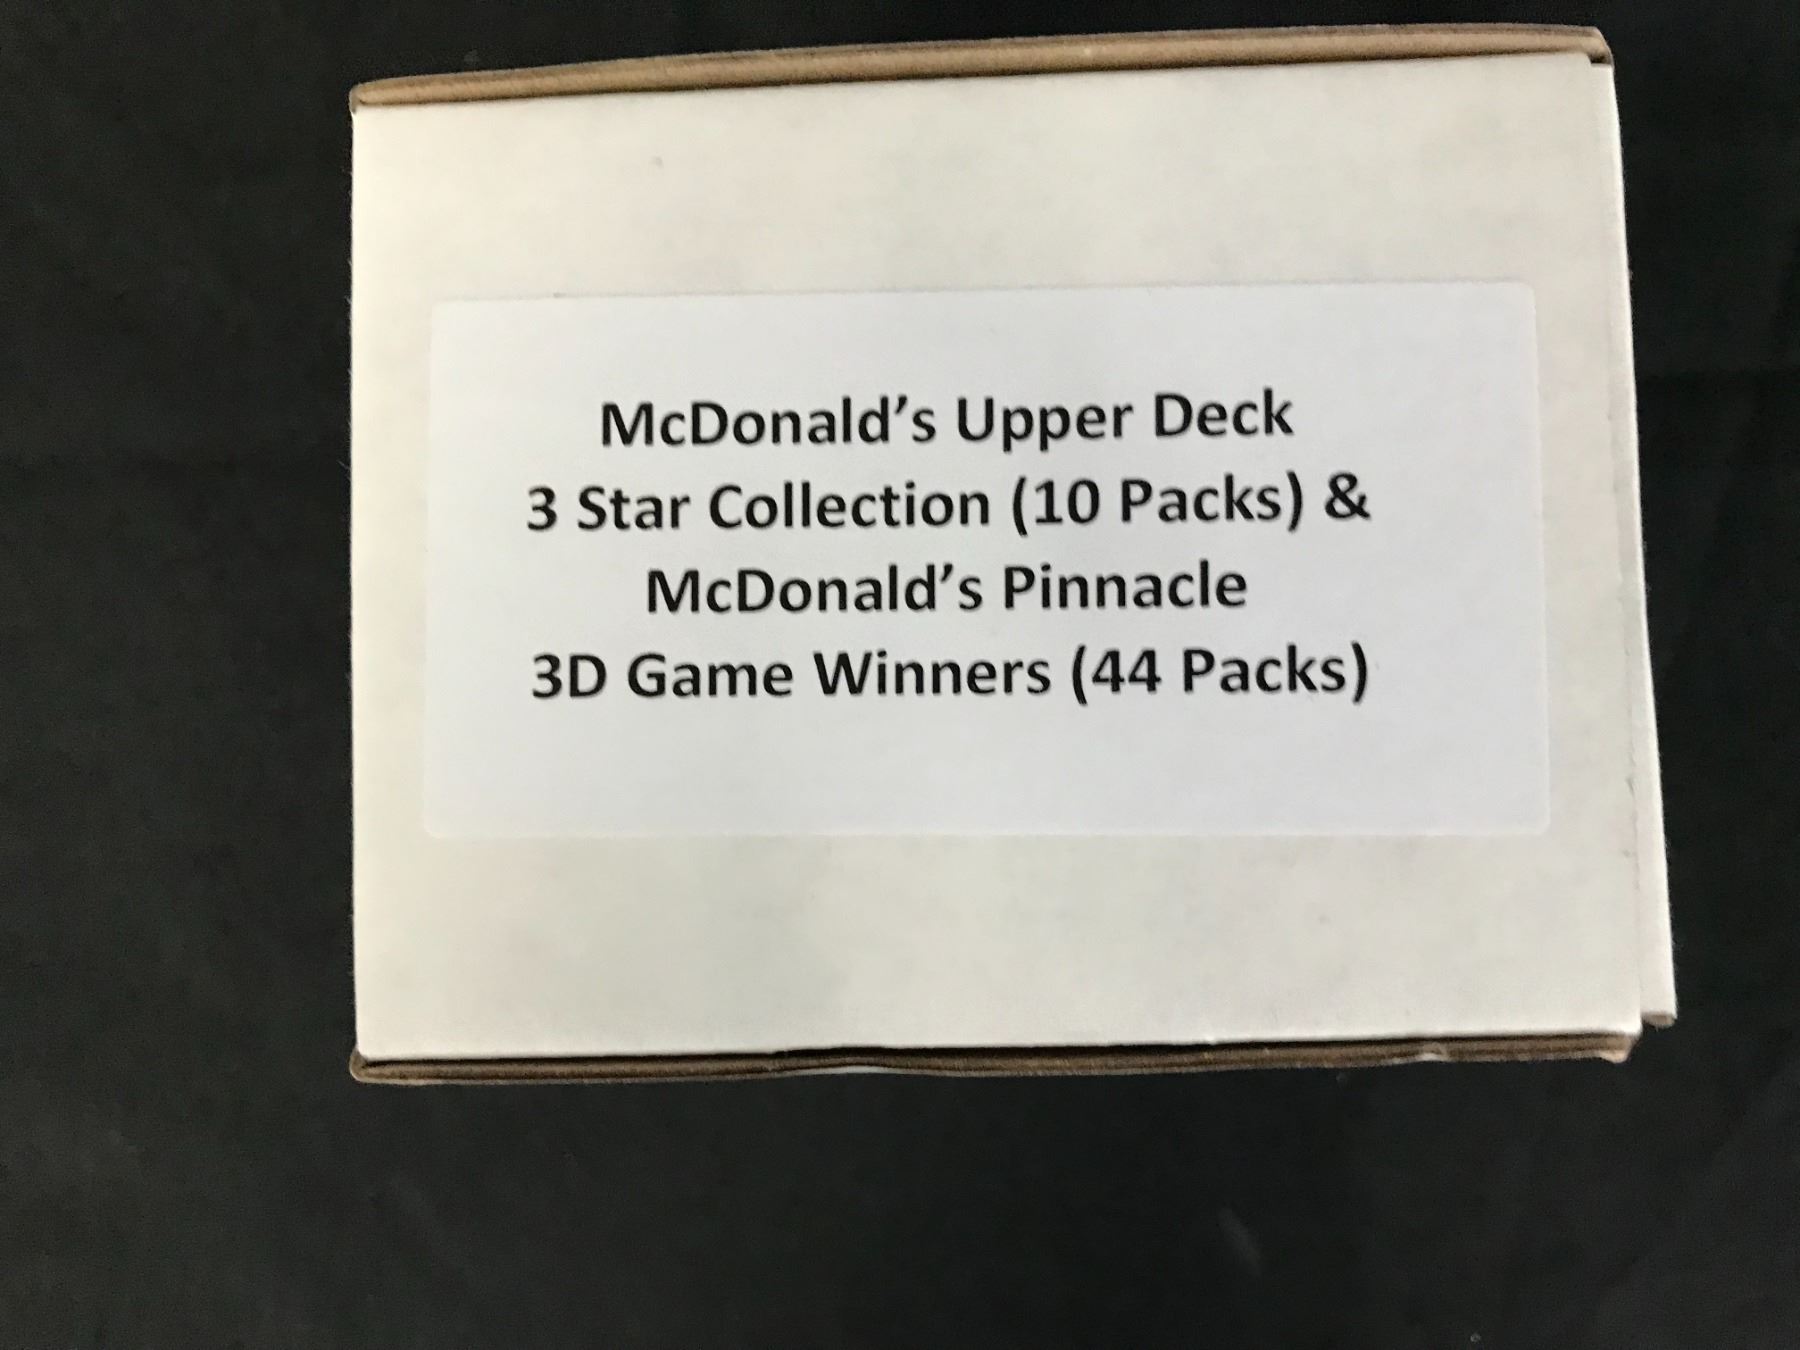 McDonald’s Upper Deck
3 Star Collection (10 Packs) &
McDonald’s Pinnacle
3D Game Winners (44 Packs)